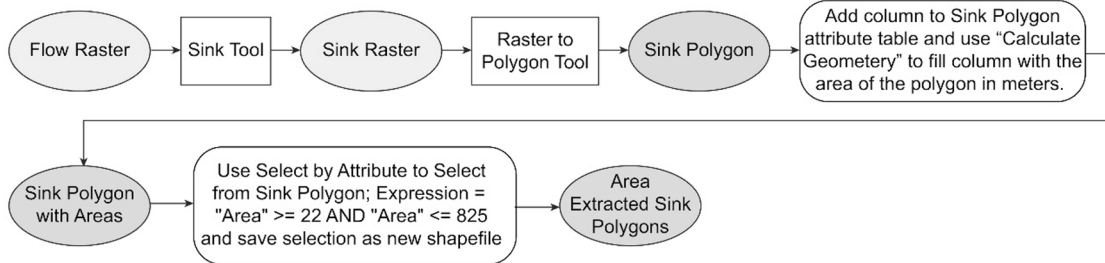 Flow Raster
Sink Tool
Sink Raster
Raster to
Polygon Tool
Sink Polygon
Add column to Sink Polygon
attribute table and use “Calculate
Geometery” to fill column with the
area of the polygon in meters.
Sink Polygon
with Areas
Use Select by Attribute to Select
from Sink Polygon; Expression =
"Area" >= 22 AND "Area" <= 825
and save selection as new shapefile
Area
Extracted Sink
Polygons